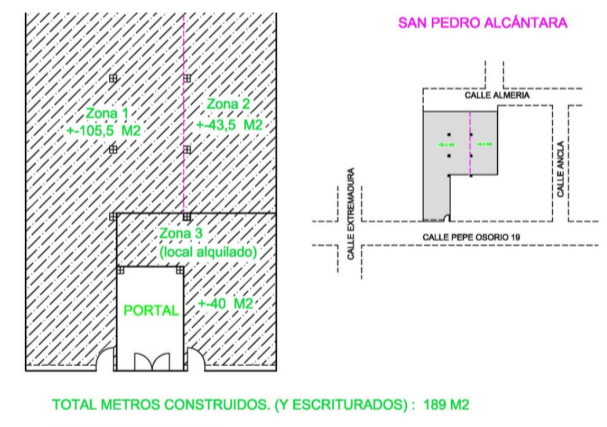 SAN PEDRO ALCÁNTARA
Zona 1
+-105,5 M2
Zona 2
+-43,5 M2
Zona 3
(local alquilado)
+-40 M2
PORTAL
CALLE ALMERIA
CALLE ANCLA
CALLE EXTREMADURA
CALLE PEPE OSORIO 19
TOTAL METROS CONSTRUIDOS. (Y ESCRITURADOS) : 189 M2